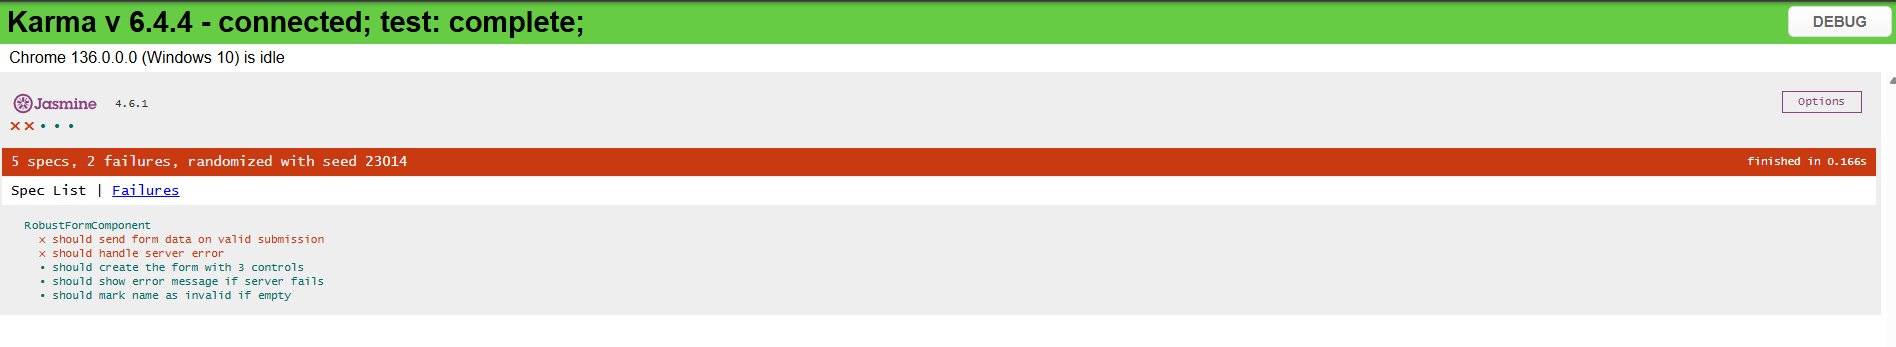 Karma v 6.4.4 - connected; test: complete;
DEBUG
Chrome 136.0.0.0 (Windows 10) is idle
Jasmine 4.6.1
Options
××•••
5 specs, 2 failures, randomized with seed 23014
finished in 0.166s
Spec List | Failures
RobustFormComponent
× should send form data on valid submission
× should handle server error
• should create the form with 3 controls
• should show error message if server fails
• should mark name as invalid if empty